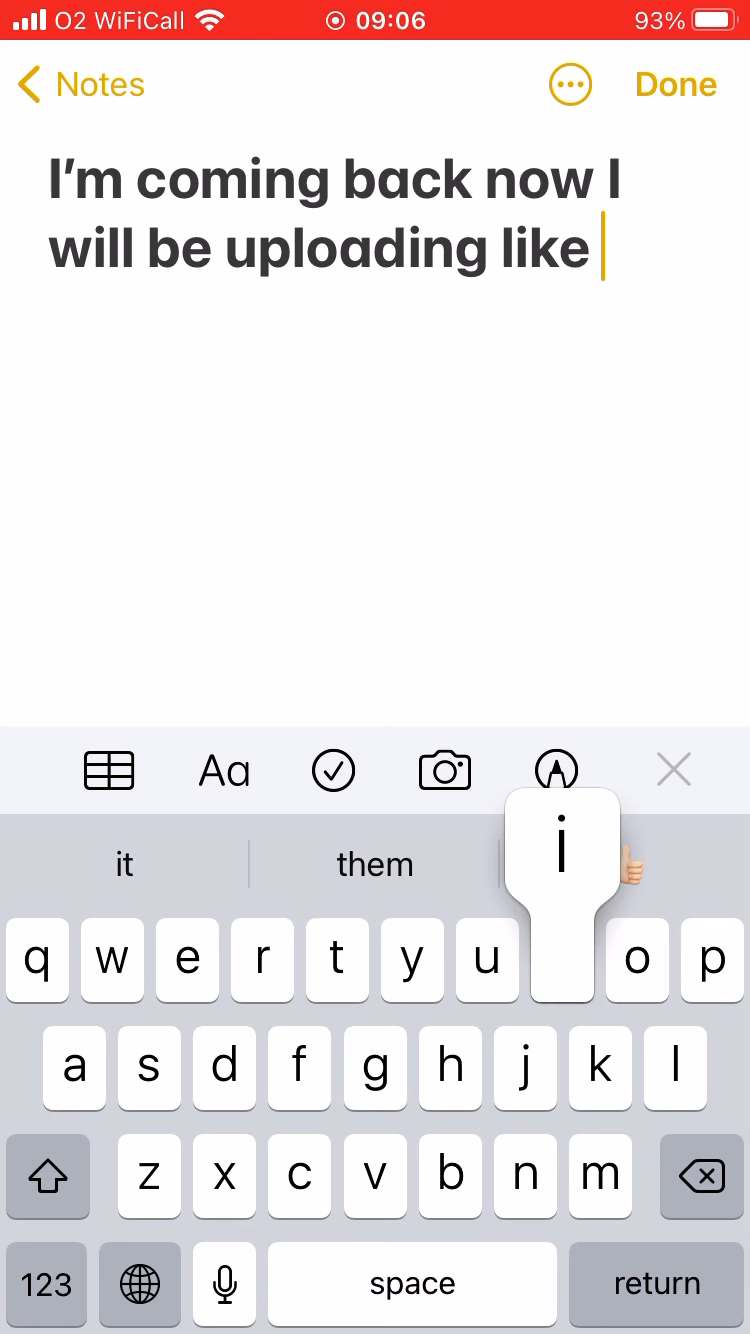 O2 WiFiCall 09:06 93%
Notes Done
I'm coming back now I
will be uploading like
Aa
it them
i
q w e r t y u o p
a s d f g h j k l
z x c v b n m
123 space return